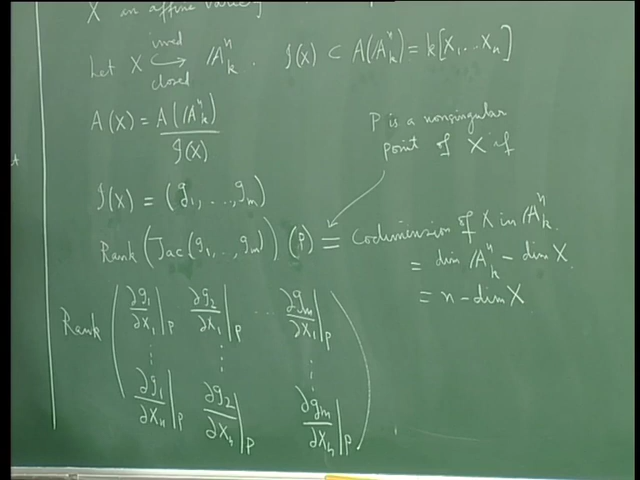 X in affine variety
Let X irred closed ↪ 𝔸ⁿₖ. 𝓘(X) ⊂ A(𝔸ⁿₖ) = k[X₁...Xₙ]
A(X) = A(𝔸ⁿₖ) / 𝓘(X)
P is a nonsingular
point of X if
𝓘(X) = (g₁, ..., gₘ)
Rank (Jac(g₁, .., gₘ))(P) = Codimension of X in 𝔸ⁿₖ.
= dim 𝔸ⁿₖ - dim X.
= n - dim X
Rank ( ∂g₁/∂X₁|P ∂g₂/∂X₁|P ... ∂gₘ/∂X₁|P
⋮ ⋮ ⋮
∂g₁/∂Xₙ|P ∂g₂/∂Xₙ|P ∂gₘ/∂Xₙ|P )